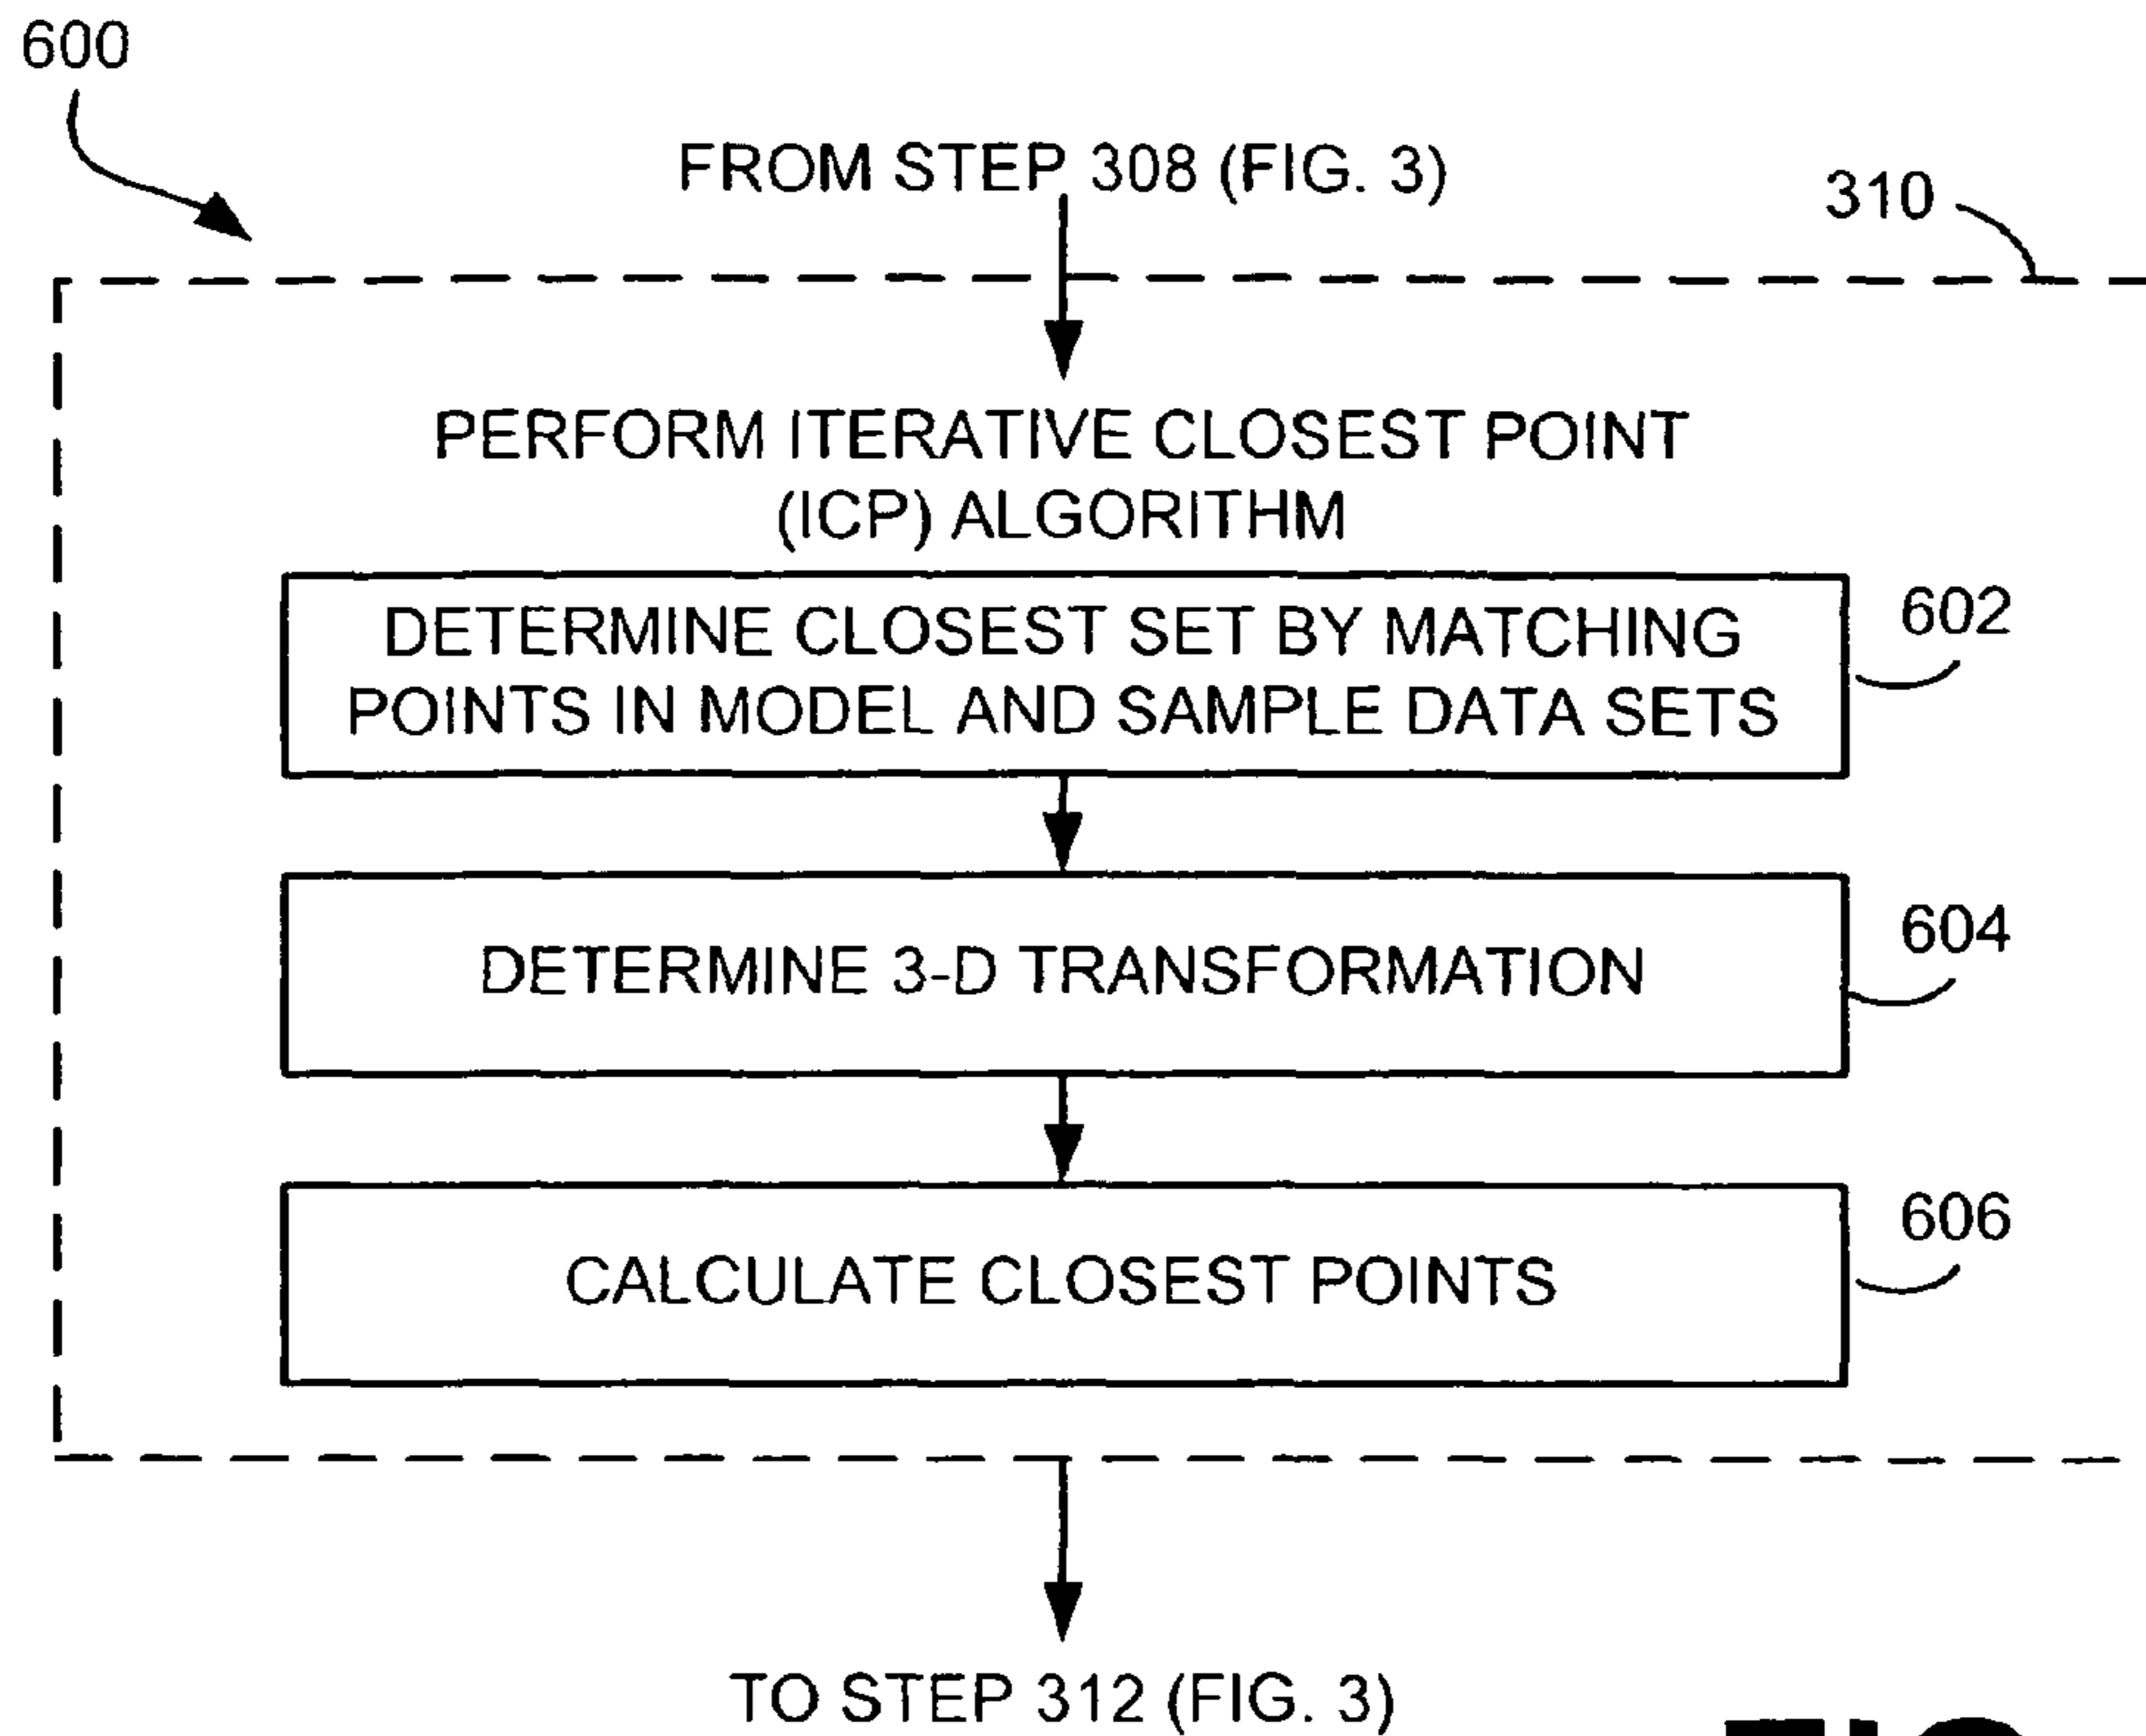 600
FROM STEP 308 (FIG. 3)
310
PERFORM ITERATIVE CLOSEST POINT
(ICP) ALGORITHM
DETERMINE CLOSEST SET BY MATCHING
POINTS IN MODEL AND SAMPLE DATA SETS
602
DETERMINE 3-D TRANSFORMATION
604
CALCULATE CLOSEST POINTS
606
TO STEP 312 (FIG. 3)